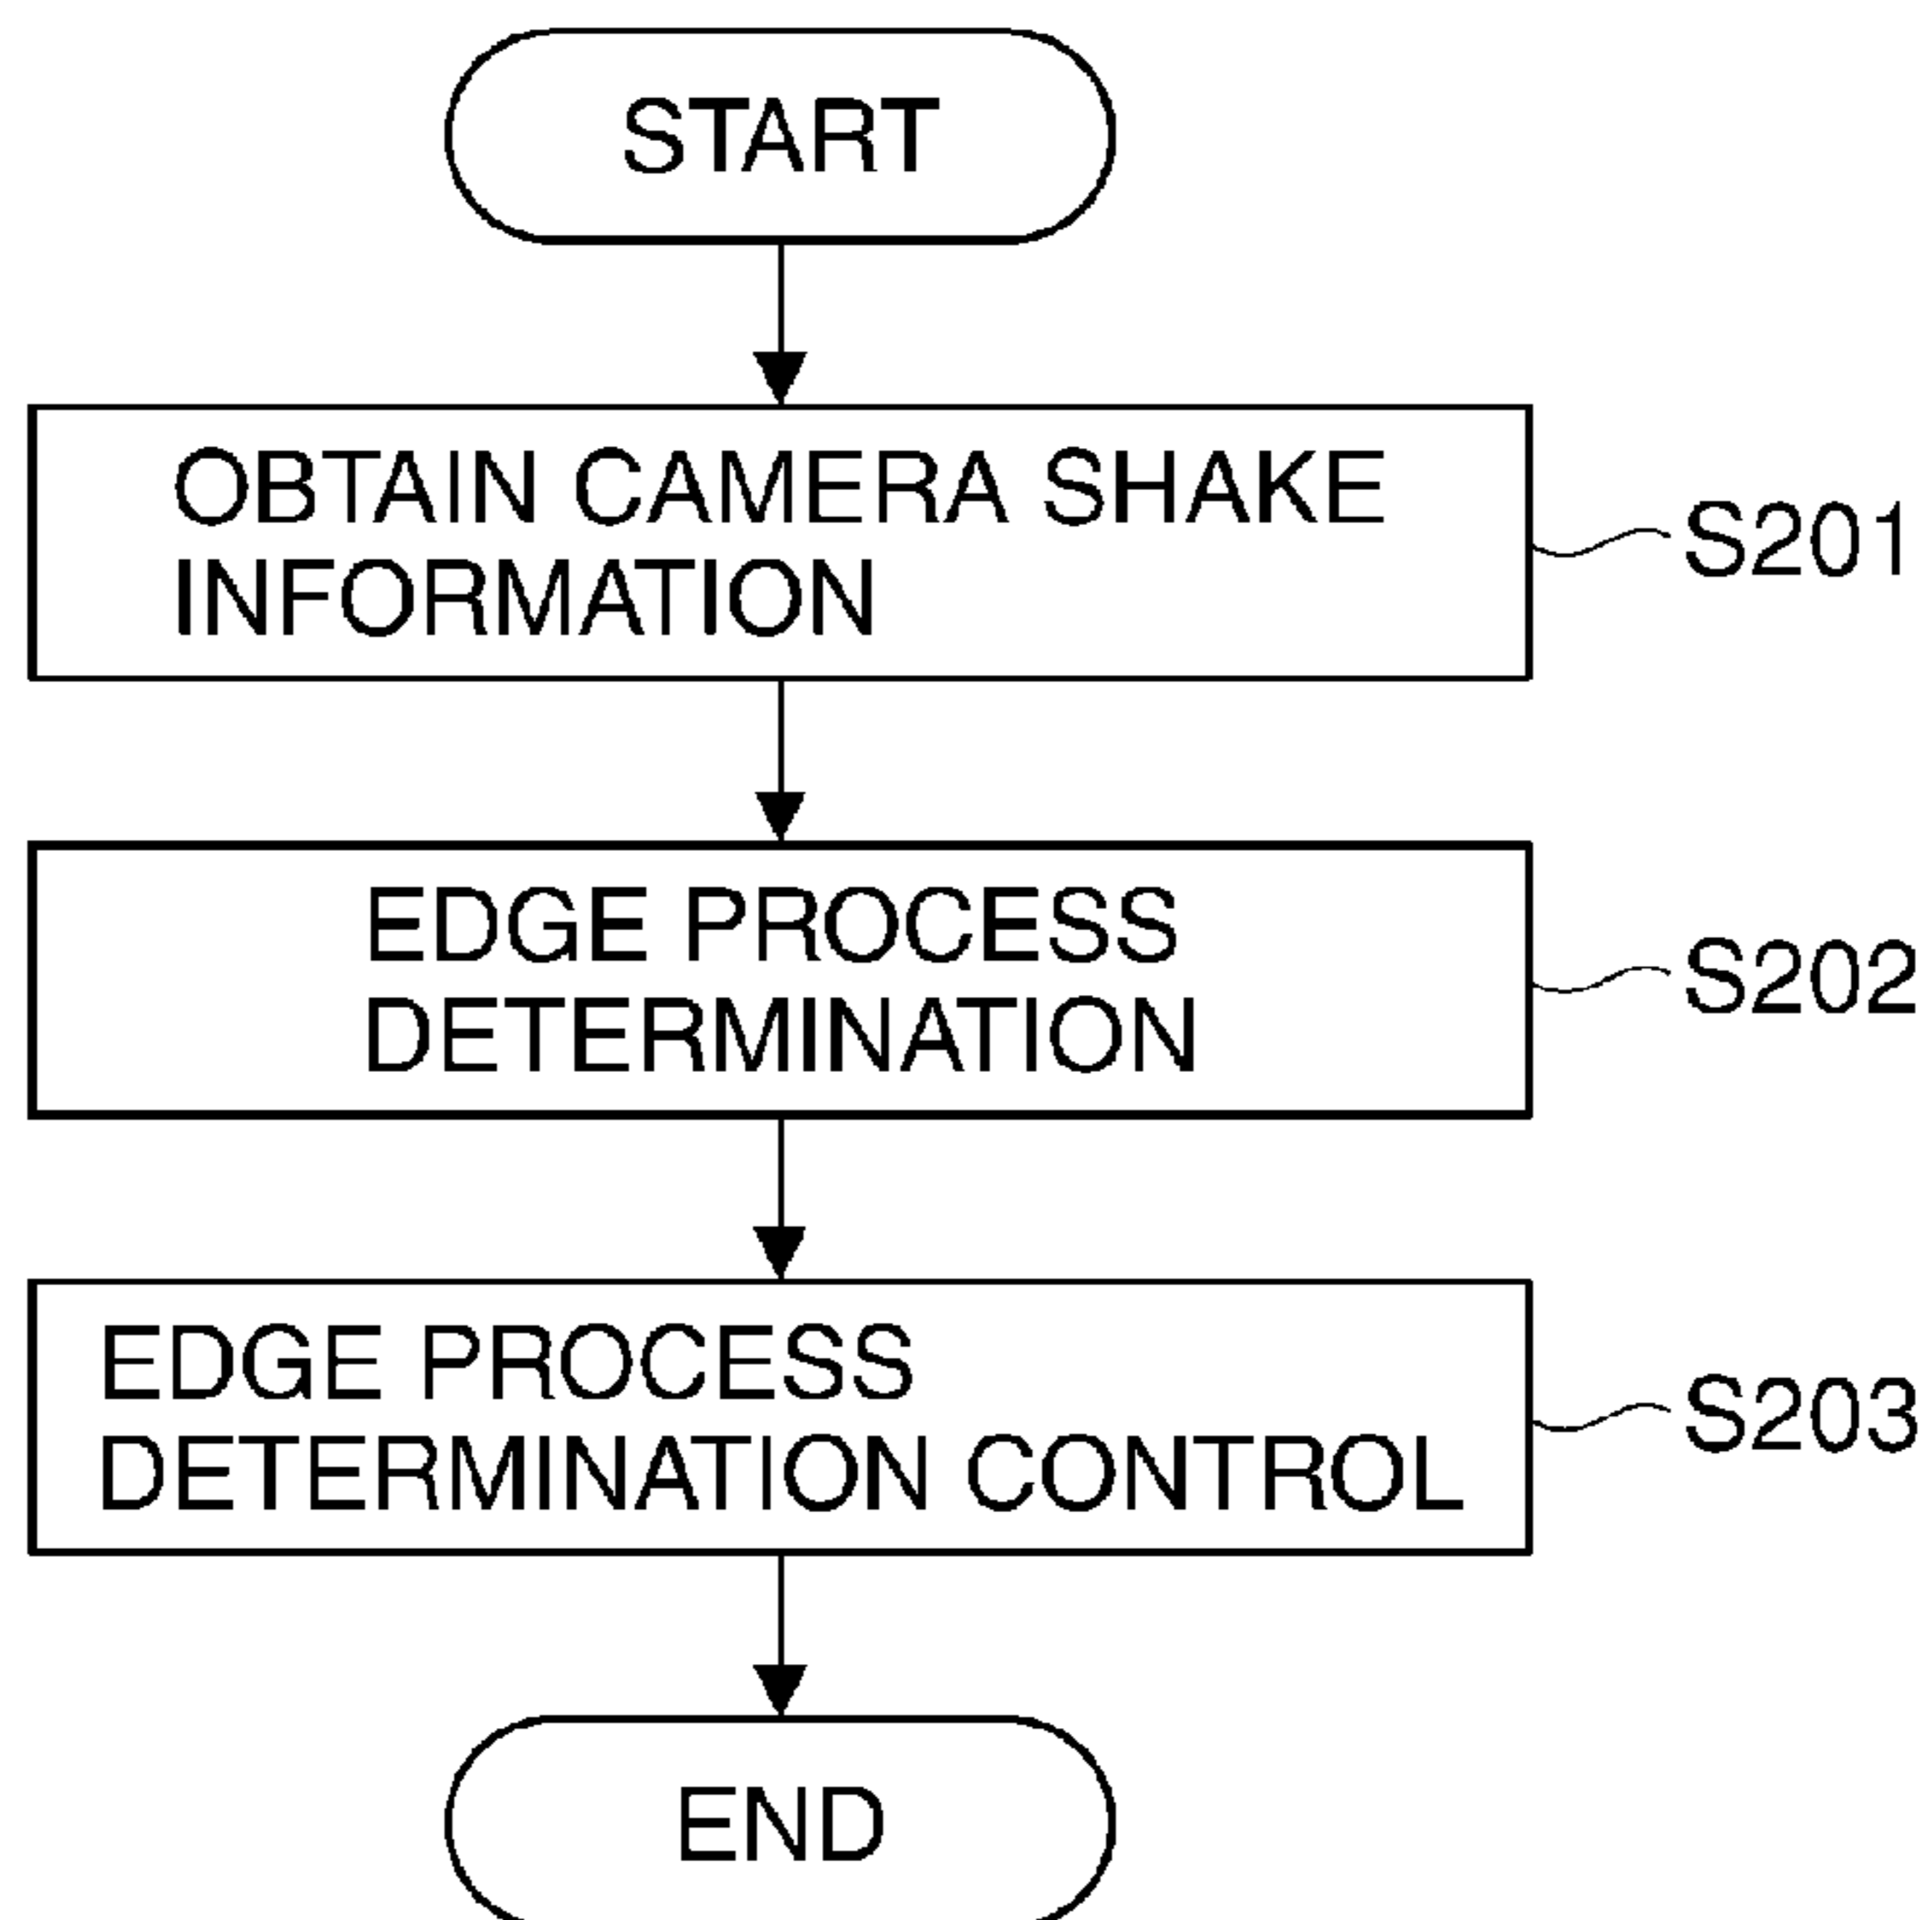 START
OBTAIN CAMERA SHAKE
INFORMATION
S201
EDGE PROCESS
DETERMINATION
S202
EDGE PROCESS
DETERMINATION CONTROL
S203
END